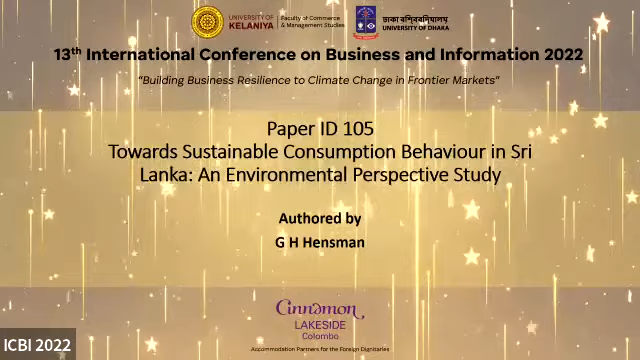 UNIVERSITY OF
KELANIYA
Faculty of Commerce
& Management Studies
ঢাকা বিশ্ববিদ্যালয়
UNIVERSITY OF DHAKA
13th International Conference on Business and Information 2022
“Building Business Resilience to Climate Change in Frontier Markets”
Paper ID 105
Towards Sustainable Consumption Behaviour in Sri
Lanka: An Environmental Perspective Study
Authored by
G H Hensman
Cinnamon
LAKESIDE
Colombo
Accommodation Partners for the Foreign Dignitaries
ICBI 2022